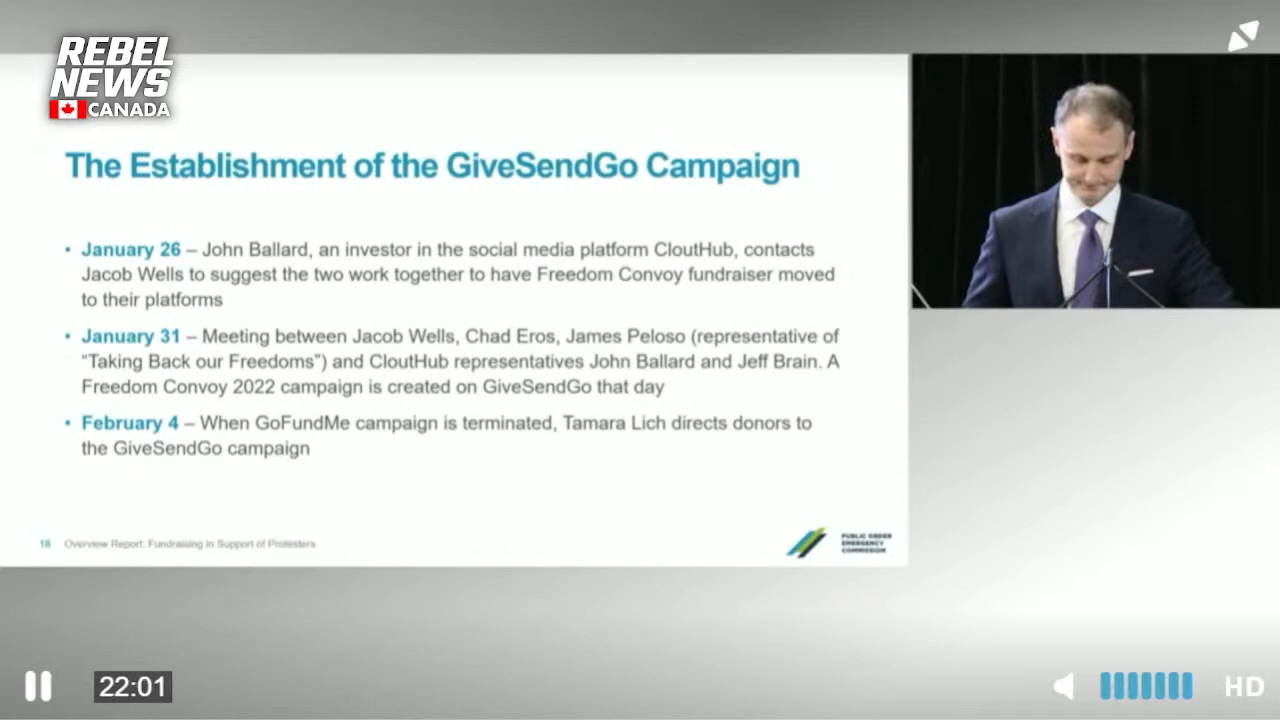 REBEL
NEWS
CANADA
The Establishment of the GiveSendGo Campaign
• January 26 – John Ballard, an investor in the social media platform CloutHub, contacts
Jacob Wells to suggest the two work together to have Freedom Convoy fundraiser moved
to their platforms
• January 31 – Meeting between Jacob Wells, Chad Eros, James Peloso (representative of
“Taking Back our Freedoms”) and CloutHub representatives John Ballard and Jeff Brain. A
Freedom Convoy 2022 campaign is created on GiveSendGo that day
• February 4 – When GoFundMe campaign is terminated, Tamara Lich directs donors to
the GiveSendGo campaign
18 Overview Report: Fundraising in Support of Protesters
PUBLIC ORDER
EMERGENCY
COMMISSION
22:01
HD